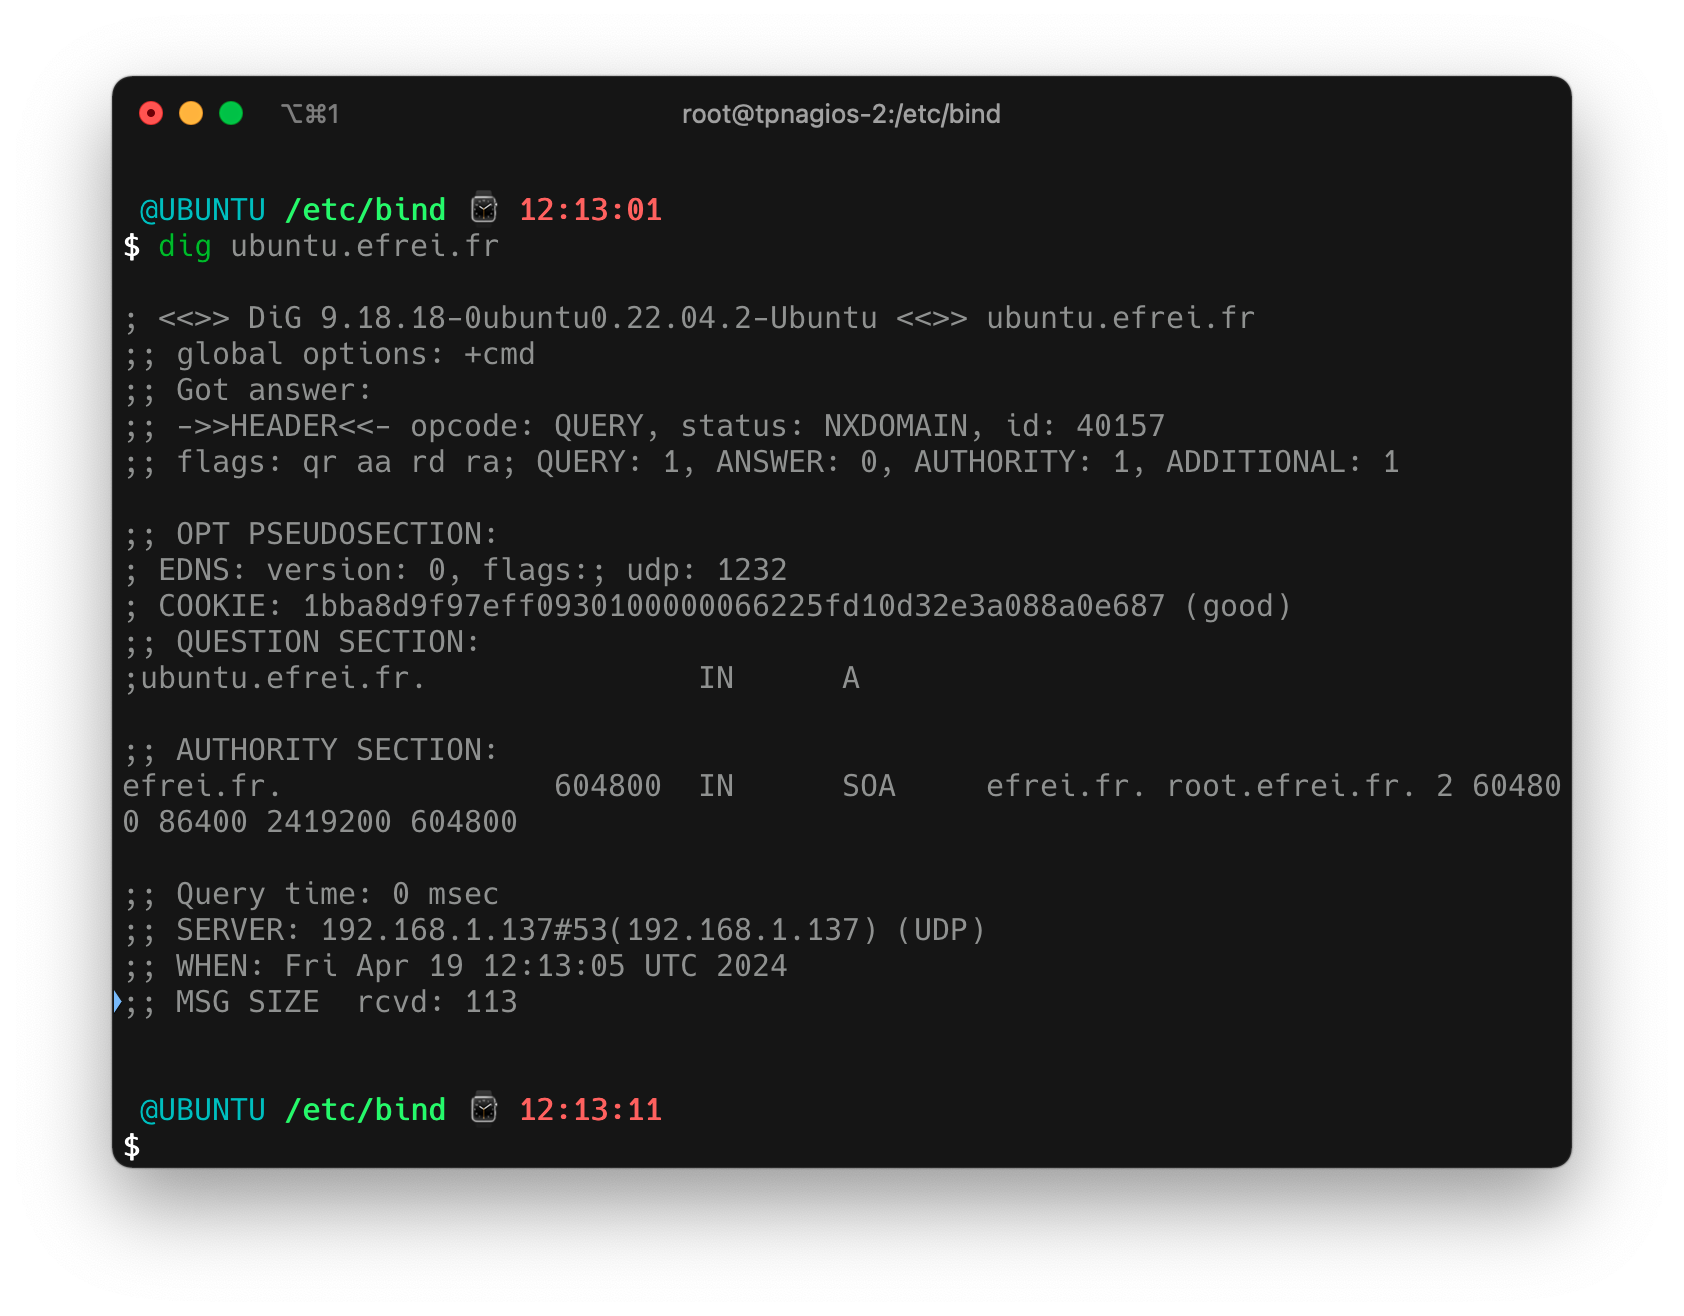 ⌥⌘1 root@tpnagios-2:/etc/bind
@UBUNTU /etc/bind 12:13:01
$ dig ubuntu.efrei.fr
; <<>> DiG 9.18.18-0ubuntu0.22.04.2-Ubuntu <<>> ubuntu.efrei.fr
;; global options: +cmd
;; Got answer:
;; ->>HEADER<<- opcode: QUERY, status: NXDOMAIN, id: 40157
;; flags: qr aa rd ra; QUERY: 1, ANSWER: 0, AUTHORITY: 1, ADDITIONAL: 1
;; OPT PSEUDOSECTION:
; EDNS: version: 0, flags:; udp: 1232
; COOKIE: 1bba8d9f97eff0930100000066225fd10d32e3a088a0e687 (good)
;; QUESTION SECTION:
;ubuntu.efrei.fr. IN A
;; AUTHORITY SECTION:
efrei.fr. 604800 IN SOA efrei.fr. root.efrei.fr. 2 60480
0 86400 2419200 604800
;; Query time: 0 msec
;; SERVER: 192.168.1.137#53(192.168.1.137) (UDP)
;; WHEN: Fri Apr 19 12:13:05 UTC 2024
;; MSG SIZE  rcvd: 113
@UBUNTU /etc/bind 12:13:11
$